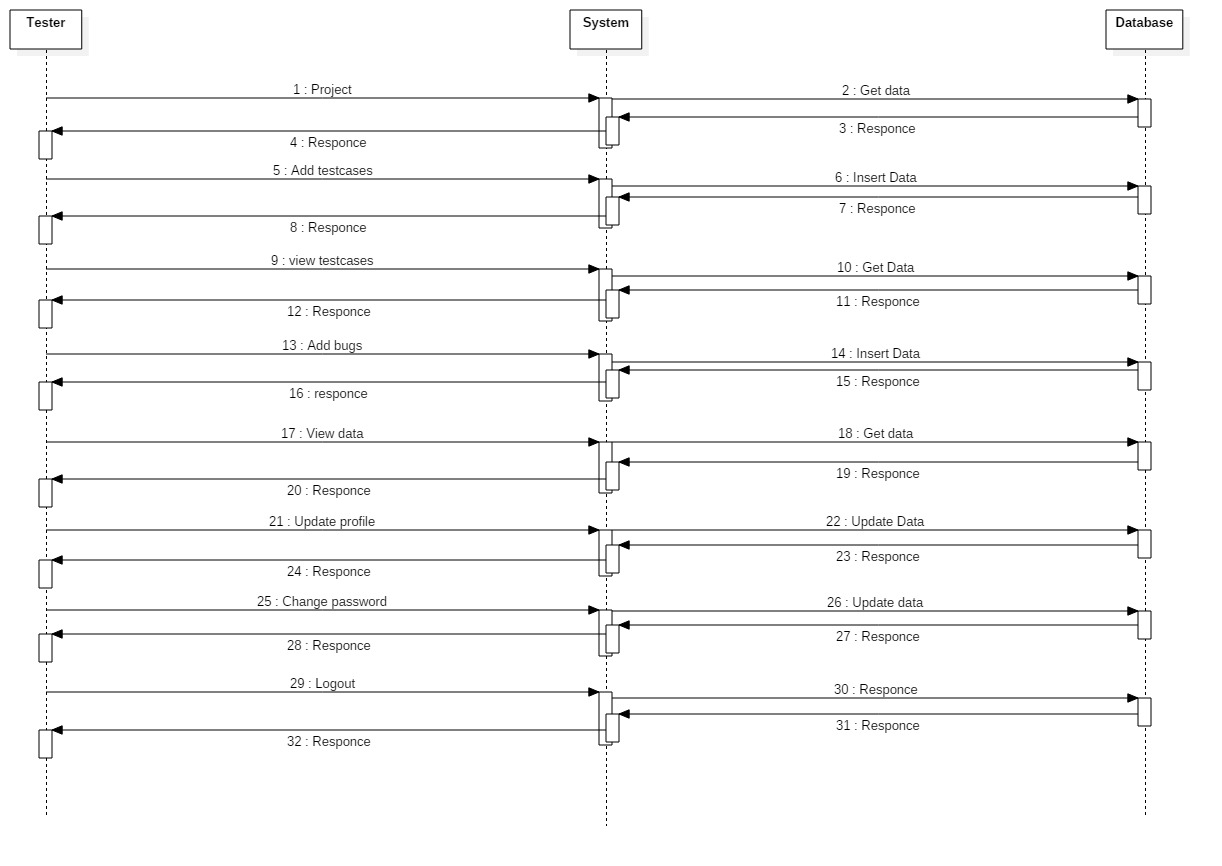 Tester
System
Database
1 : Project
2 : Get data
3 : Responce
4 : Responce
5 : Add testcases
6 : Insert Data
7 : Responce
8 : Responce
9 : view testcases
10 : Get Data
11 : Responce
12 : Responce
13 : Add bugs
14 : Insert Data
15 : Responce
16 : responce
17 : View data
18 : Get data
19 : Responce
20 : Responce
21 : Update profile
22 : Update Data
23 : Responce
24 : Responce
25 : Change password
26 : Update data
27 : Responce
28 : Responce
29 : Logout
30 : Responce
31 : Responce
32 : Responce